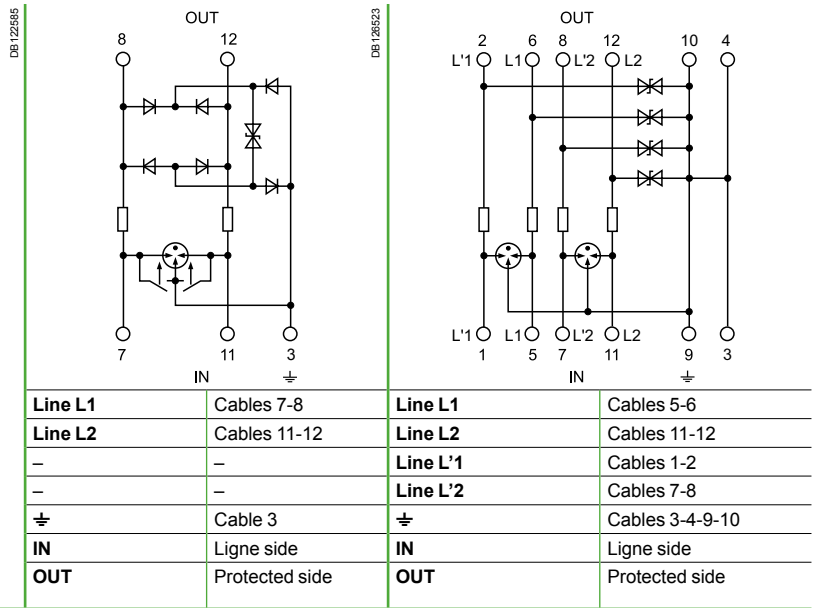 DB122585
OUT
8 12
7 11 3
IN ⏚
DB126523
OUT
2 6 8 12 10 4
L'1 L1 L'2 L2
L'1 L1 L'2 L2
1 5 7 11 9 3
IN ⏚
Line L1 Cables 7-8 Line L1 Cables 5-6
Line L2 Cables 11-12 Line L2 Cables 11-12
– – Line L’1 Cables 1-2
– – Line L’2 Cables 7-8
⏚ Cable 3 ⏚ Cables 3-4-9-10
IN Ligne side IN Ligne side
OUT Protected side OUT Protected side